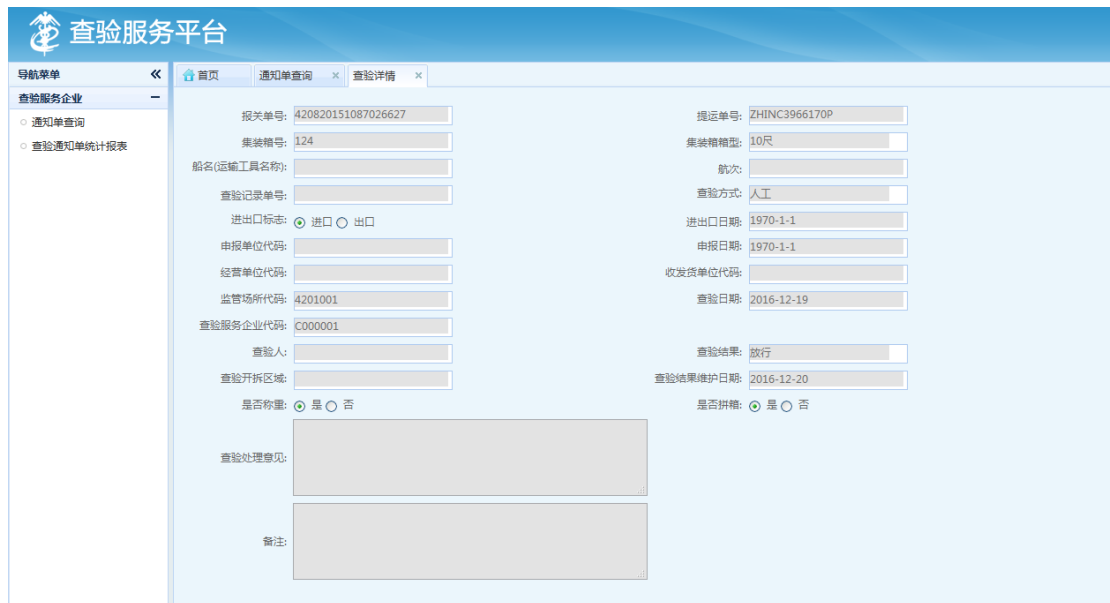 查验服务平台
导航菜单
查验服务企业
通知单查询
查验通知单统计报表
首页 通知单查询 查验详情
报关单号: 420820151087026627 提运单号: ZHINC3966170P
集装箱号: 124 集装箱箱型: 10尺
船名(运输工具名称): 航次:
查验记录单号: 查验方式: 人工
进出口标志: 进口 出口 进出口日期: 1970-1-1
申报单位代码: 申报日期: 1970-1-1
经营单位代码: 收发货单位代码:
监管场所代码: 4201001 查验日期: 2016-12-19
查验服务企业代码: C000001
查验人: 查验结果: 放行
查验开拆区域: 查验结果维护日期: 2016-12-20
是否称重: 是 否 是否拼箱: 是 否
查验处理意见:
备注: